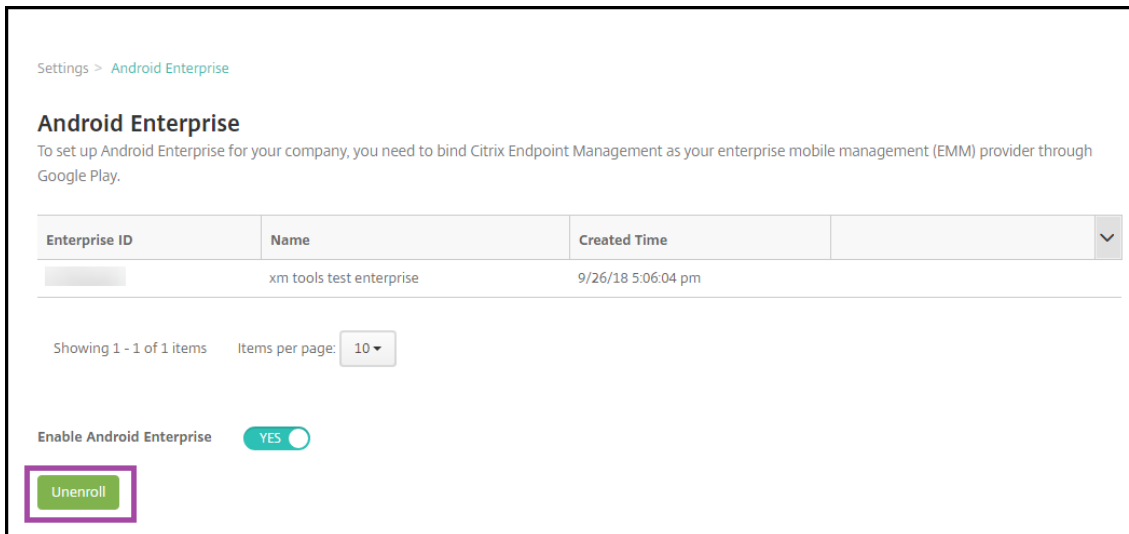 Settings > Android Enterprise
Android Enterprise
To set up Android Enterprise for your company, you need to bind Citrix Endpoint Management as your enterprise mobile management (EMM) provider through
Google Play.
Enterprise ID Name Created Time
xm tools test enterprise 9/26/18 5:06:04 pm
Showing 1 - 1 of 1 items Items per page: 10
Enable Android Enterprise YES
Unenroll